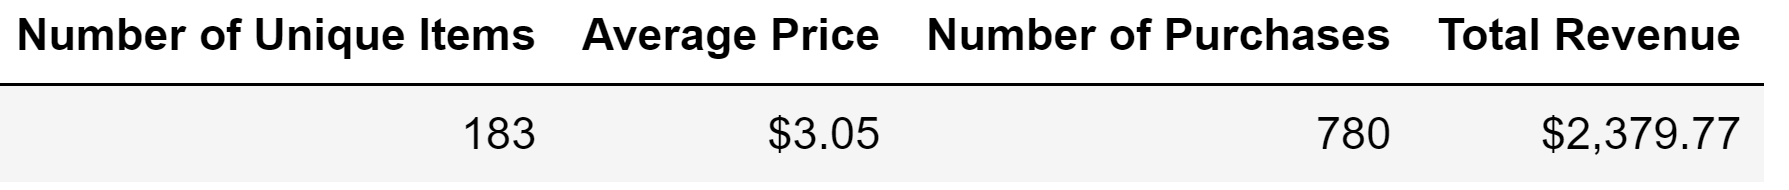 Number of Unique Items Average Price Number of Purchases Total Revenue
183 $3.05 780 $2,379.77